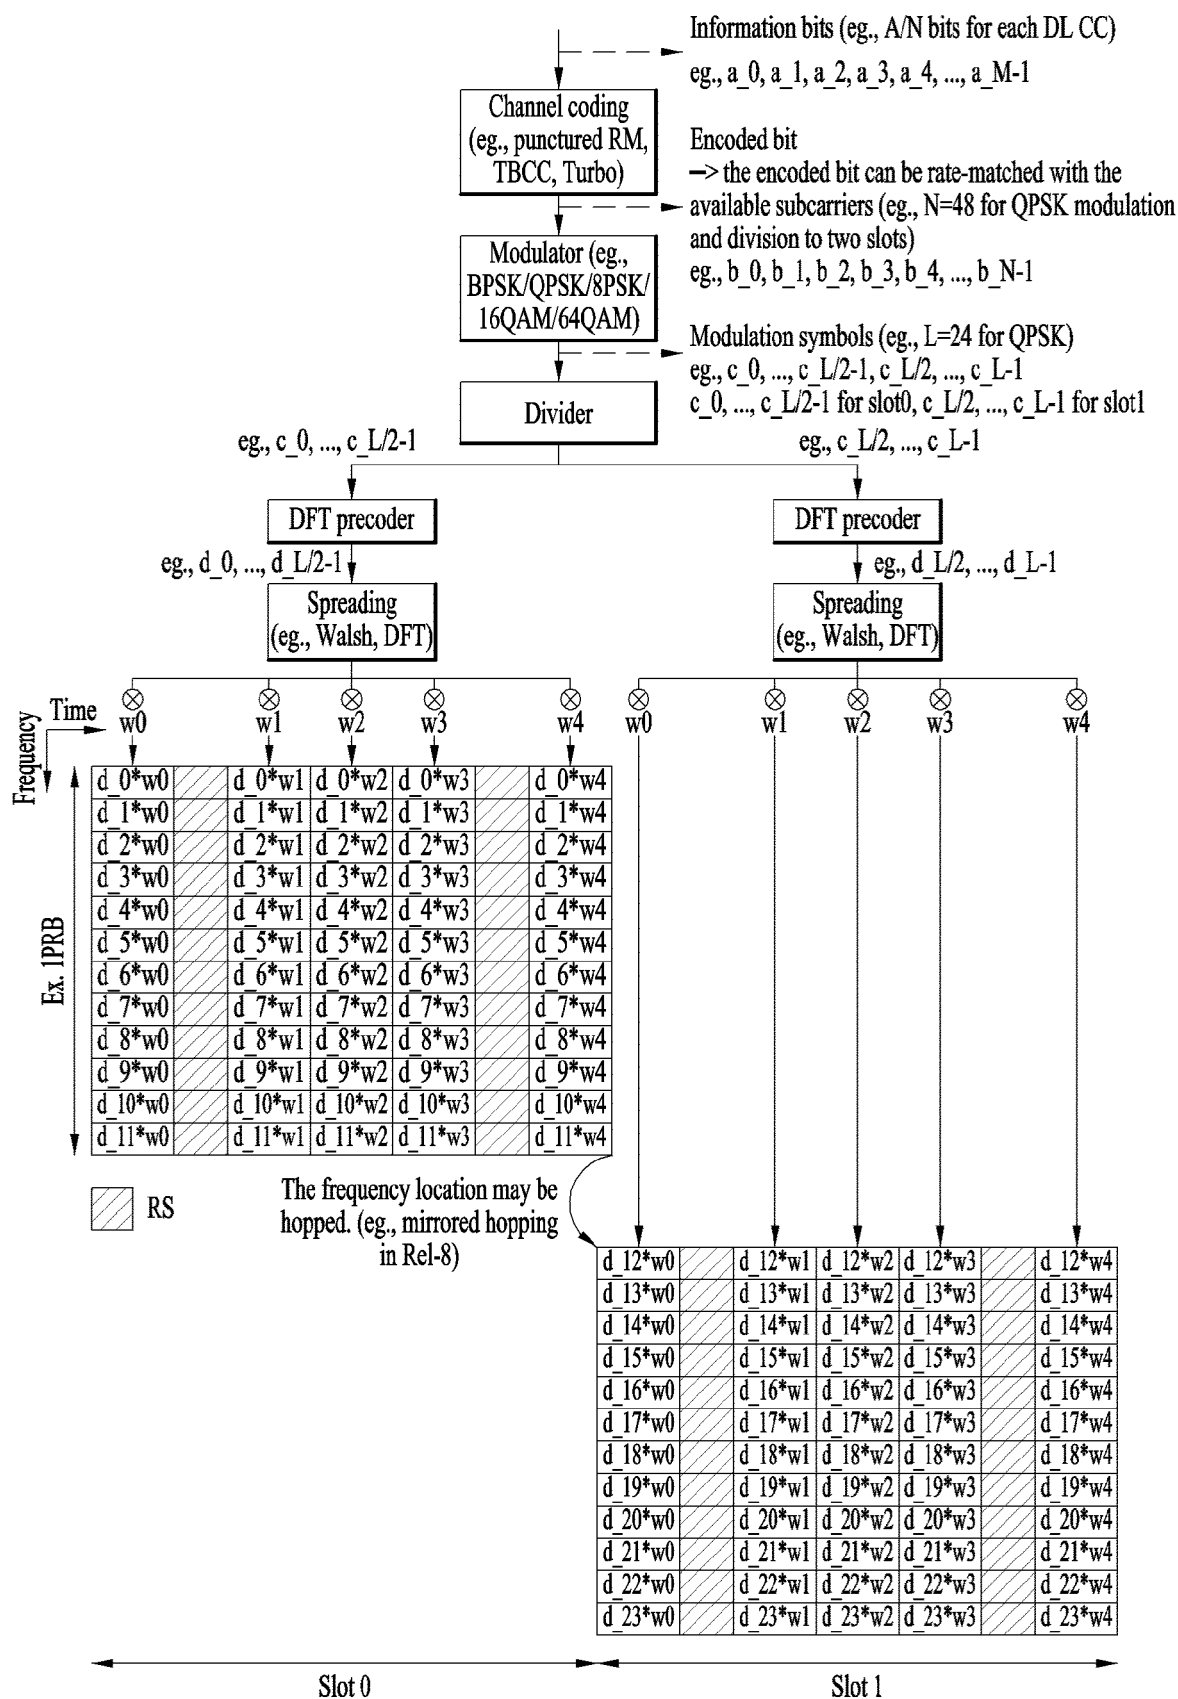 Information bits (eg., A/N bits for each DL CC)
eg., a_0, a_1, a_2, a_3, a_4, ..., a_M-1
Channel coding
(eg., punctured RM,
TBCC, Turbo)
Encoded bit
–> the encoded bit can be rate-matched with the
available subcarriers (eg., N=48 for QPSK modulation
and division to two slots)
eg., b_0, b_1, b_2, b_3, b_4, ..., b_N-1
Modulator (eg.,
BPSK/QPSK/8PSK/
16QAM/64QAM)
Modulation symbols (eg., L=24 for QPSK)
eg., c_0, ..., c_L/2-1, c_L/2, ..., c_L-1
c_0, ..., c_L/2-1 for slot0, c_L/2, ..., c_L-1 for slot1
Divider
eg., c_0, ..., c_L/2-1
eg., c_L/2, ..., c_L-1
DFT precoder
DFT precoder
eg., d_0, ..., d_L/2-1
eg., d_L/2, ..., d_L-1
Spreading
(eg., Walsh, DFT)
Spreading
(eg., Walsh, DFT)
Time
Frequency
w0 w1 w2 w3 w4 w0 w1 w2 w3 w4
Ex. 1PRB
d_0*w0 d_0*w1 d_0*w2 d_0*w3 d_0*w4
d_1*w0 d_1*w1 d_1*w2 d_1*w3 d_1*w4
d_2*w0 d_2*w1 d_2*w2 d_2*w3 d_2*w4
d_3*w0 d_3*w1 d_3*w2 d_3*w3 d_3*w4
d_4*w0 d_4*w1 d_4*w2 d_4*w3 d_4*w4
d_5*w0 d_5*w1 d_5*w2 d_5*w3 d_5*w4
d_6*w0 d_6*w1 d_6*w2 d_6*w3 d_6*w4
d_7*w0 d_7*w1 d_7*w2 d_7*w3 d_7*w4
d_8*w0 d_8*w1 d_8*w2 d_8*w3 d_8*w4
d_9*w0 d_9*w1 d_9*w2 d_9*w3 d_9*w4
d_10*w0 d_10*w1 d_10*w2 d_10*w3 d_10*w4
d_11*w0 d_11*w1 d_11*w2 d_11*w3 d_11*w4
RS
The frequency location may be
hopped. (eg., mirrored hopping
in Rel-8)
d_12*w0 d_12*w1 d_12*w2 d_12*w3 d_12*w4
d_13*w0 d_13*w1 d_13*w2 d_13*w3 d_13*w4
d_14*w0 d_14*w1 d_14*w2 d_14*w3 d_14*w4
d_15*w0 d_15*w1 d_15*w2 d_15*w3 d_15*w4
d_16*w0 d_16*w1 d_16*w2 d_16*w3 d_16*w4
d_17*w0 d_17*w1 d_17*w2 d_17*w3 d_17*w4
d_18*w0 d_18*w1 d_18*w2 d_18*w3 d_18*w4
d_19*w0 d_19*w1 d_19*w2 d_19*w3 d_19*w4
d_20*w0 d_20*w1 d_20*w2 d_20*w3 d_20*w4
d_21*w0 d_21*w1 d_21*w2 d_21*w3 d_21*w4
d_22*w0 d_22*w1 d_22*w2 d_22*w3 d_22*w4
d_23*w0 d_23*w1 d_23*w2 d_23*w3 d_23*w4
Slot 0
Slot 1